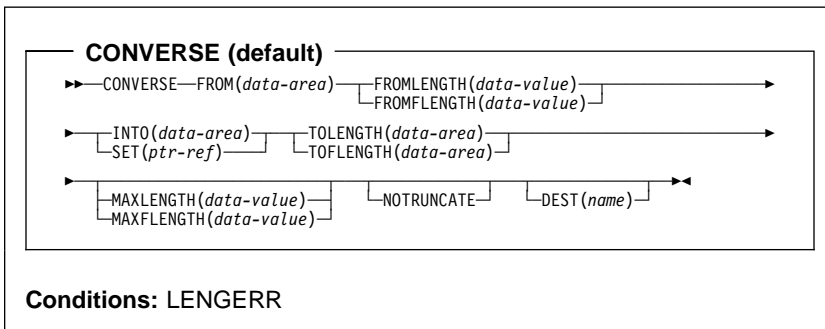 CONVERSE (default)
CONVERSE FROM(data-area) FROMLENGTH(data-value)
FROMFLENGTH(data-value)
INTO(data-area) TOLENGTH(data-area)
SET(ptr-ref) TOFLENGTH(data-area)
MAXLENGTH(data-value) NOTRUNCATE DEST(name)
MAXFLENGTH(data-value)
Conditions: LENGERR